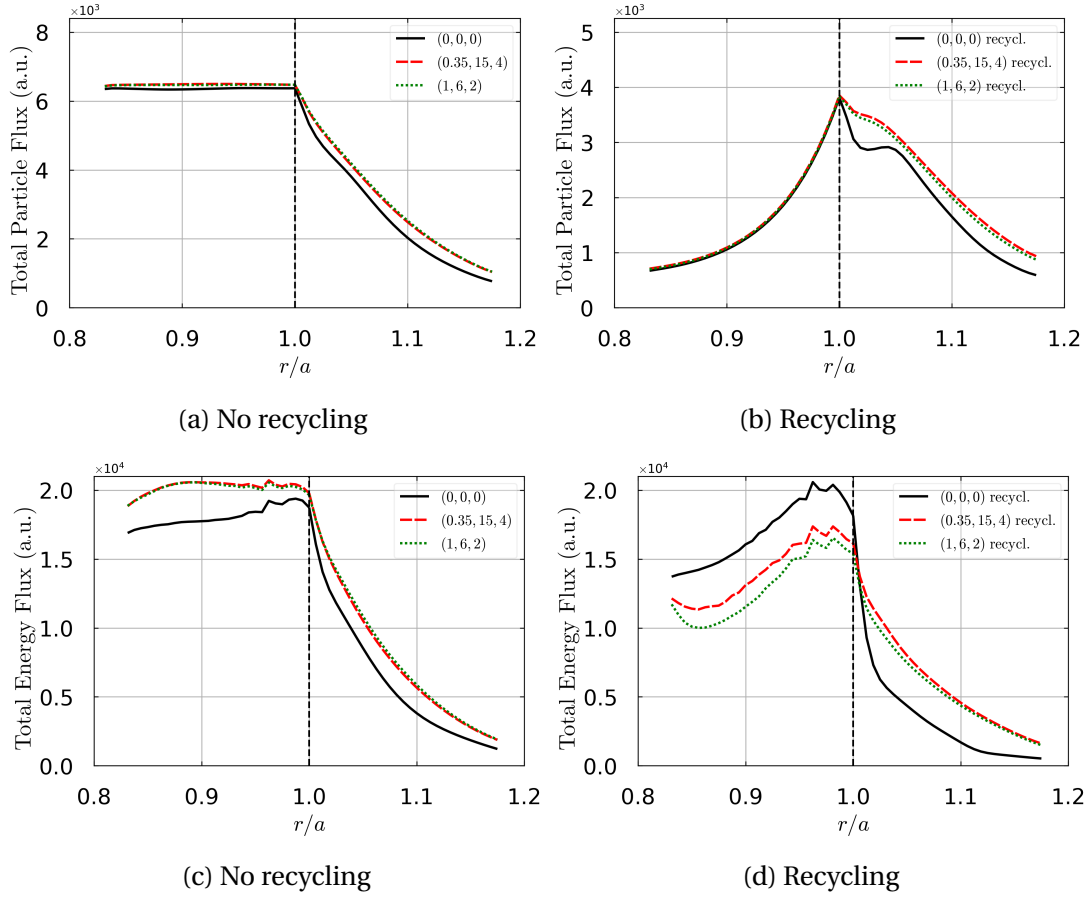 ×10³
8
6
4
2
0
Total Particle Flux (a.u.)
(0, 0, 0)
(0.35, 15, 4)
(1, 6, 2)
0.8 0.9 1.0 1.1 1.2
r/a
(a) No recycling
×10³
5
4
3
2
1
0
Total Particle Flux (a.u.)
(0, 0, 0) recycl.
(0.35, 15, 4) recycl.
(1, 6, 2) recycl.
0.8 0.9 1.0 1.1 1.2
r/a
(b) Recycling
×10⁴
2.0
1.5
1.0
0.5
0.0
Total Energy Flux (a.u.)
(0, 0, 0)
(0.35, 15, 4)
(1, 6, 2)
0.8 0.9 1.0 1.1 1.2
r/a
(c) No recycling
×10⁴
2.0
1.5
1.0
0.5
0.0
Total Energy Flux (a.u.)
(0, 0, 0) recycl.
(0.35, 15, 4) recycl.
(1, 6, 2) recycl.
0.8 0.9 1.0 1.1 1.2
r/a
(d) Recycling